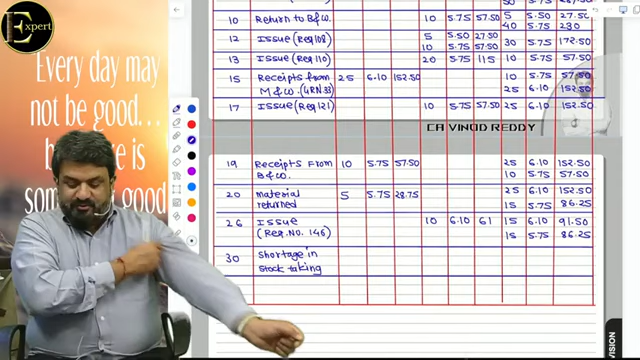 Expert
Every day may
not be good...
b is
som good
50 5.75 287.50
10 Return to B&W. 10 5.75 57.50 5 5.50 27.50
40 5.75 230
12 Issue (Req 108) 5 5.50 27.50 30 5.75 172.50
10 5.75 57.50
13 Issue (Req 110) 20 5.75 115 10 5.75 57.50
15 Receipts from 25 6.10 152.50 10 5.75 57.50
M&W. (GRN.33) 25 6.10 152.50
17 Issue (Req 121) 10 5.75 57.50 25 6.10 152.50
CA VINOD REDDY
19 Receipts From 10 5.75 57.50 25 6.10 152.50
B&W. 10 5.75 57.50
20 material 5 5.75 28.75 25 6.10 152.50
returned 15 5.75 86.25
26 Issue 10 6.10 61 15 6.10 91.50
(Req. No. 146) 15 5.75 86.25
30 Shortage in
Stock taking
VISION